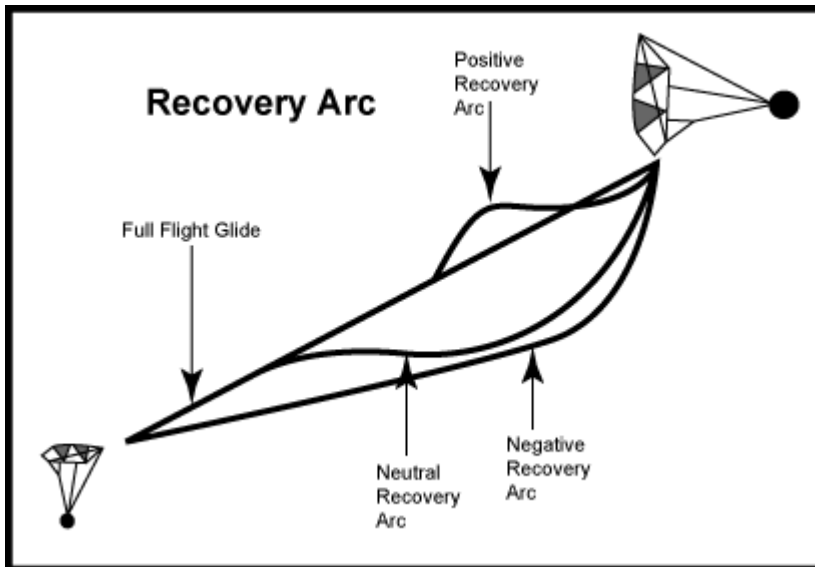 Recovery Arc
Positive
Recovery
Arc
Full Flight Glide
Neutral
Recovery
Arc
Negative
Recovery
Arc